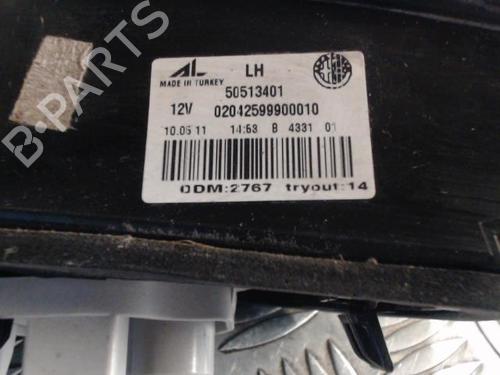 B-PARTS
AL
LH
MADE IN TURKEY
50513401
12V 02042599900010
10.05.11 14:53 B 4331 01
ODM:2767 tryout:14